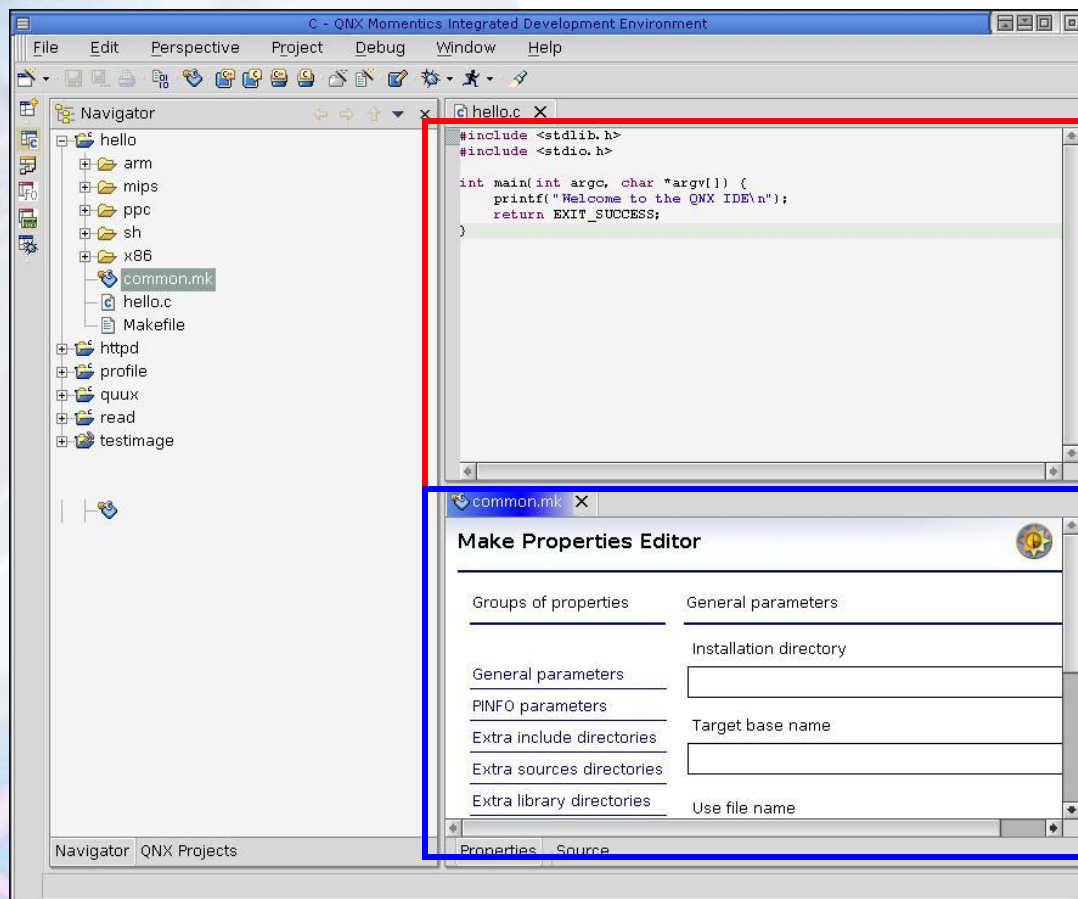 C - QNX Momentics Integrated Development Environment
File Edit Perspective Project Debug Window Help
Navigator
hello
arm
mips
ppc
sh
x86
common.mk
hello.c
Makefile
httpd
profile
quux
read
testimage
Navigator QNX Projects
hello.c
#include <stdlib.h>
#include <stdio.h>
int main(int argc, char *argv[]) {
printf("Welcome to the QNX IDE\n");
return EXIT_SUCCESS;
}
common.mk
Make Properties Editor
Groups of properties
General parameters
PINFO parameters
Extra include directories
Extra sources directories
Extra library directories
General parameters
Installation directory
Target base name
Use file name
Properties Source